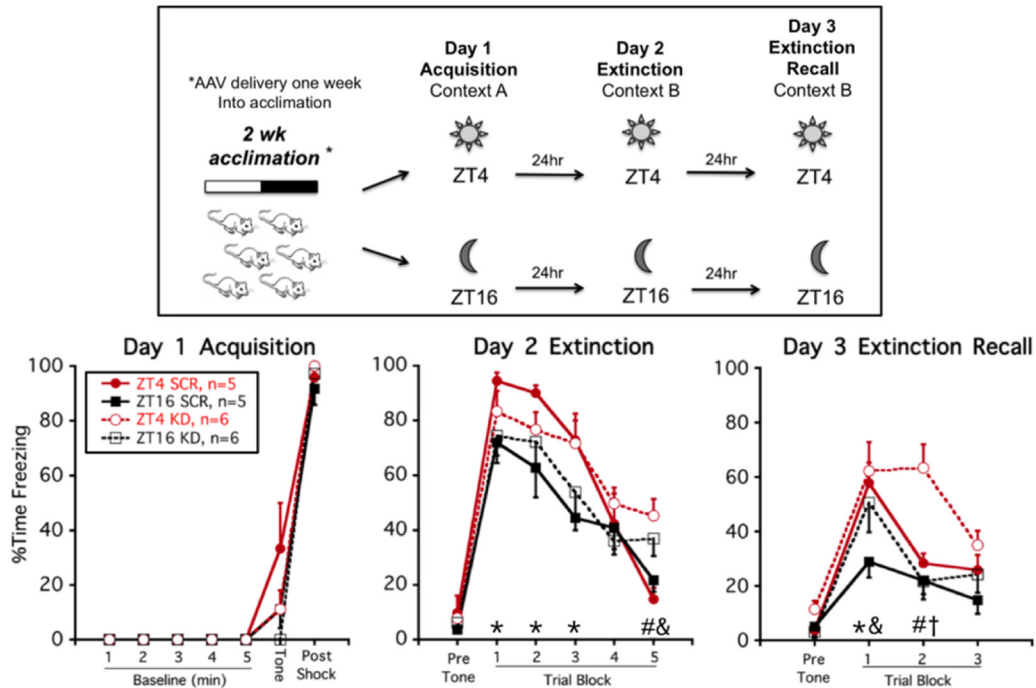 *AAV delivery one week
Into acclimation
2 wk
acclimation *
Day 1
Acquisition
Context A
Day 2
Extinction
Context B
Day 3
Extinction
Recall
Context B
ZT4
24hr
ZT4
24hr
ZT4
ZT16
24hr
ZT16
24hr
ZT16
Day 1 Acquisition
%Time Freezing
100
80
60
40
20
0
ZT4 SCR, n=5
ZT16 SCR, n=5
ZT4 KD, n=6
ZT16 KD, n=6
1 2 3 4 5
Baseline (min)
Tone
Post
Shock
Day 2 Extinction
100
80
60
40
20
0
* * * #&
Pre
Tone
1 2 3 4 5
Trial Block
Day 3 Extinction Recall
100
80
60
40
20
0
*& #†
Pre
Tone
1 2 3
Trial Block